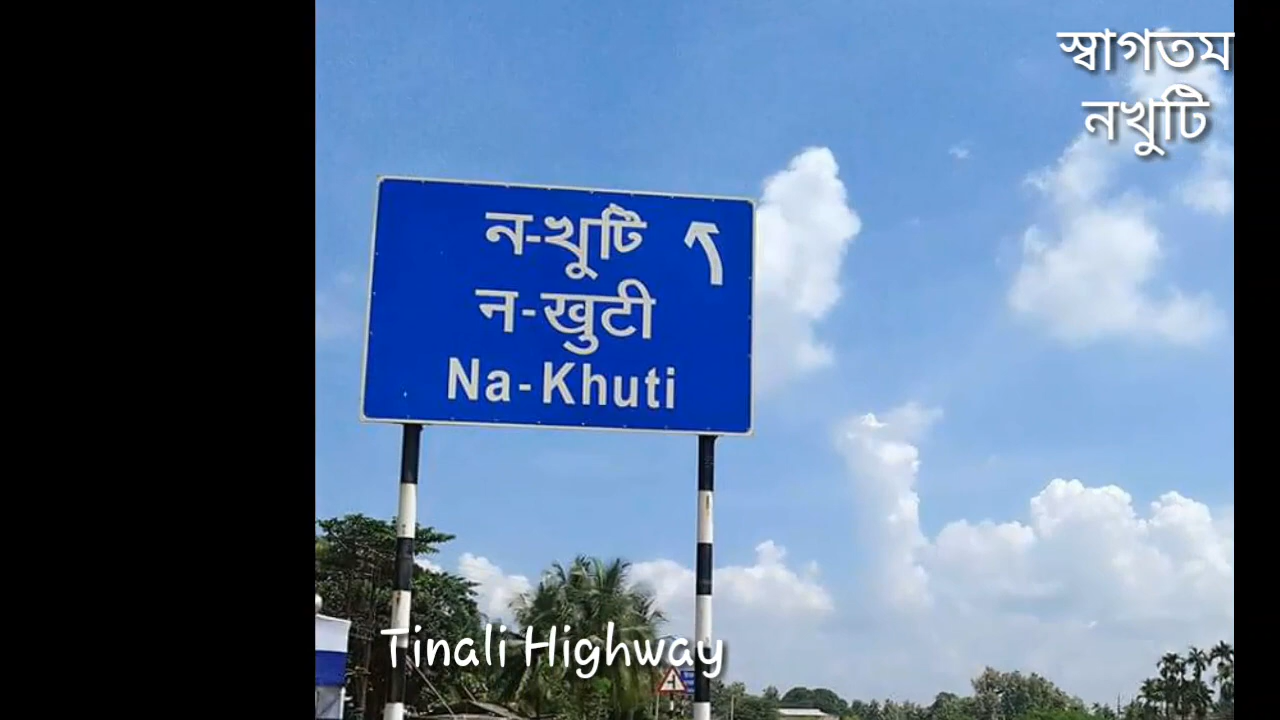 স্বাগতম
নখুটি
ন-খুটি
न-खुटी
Na-Khuti
Tinali Highway